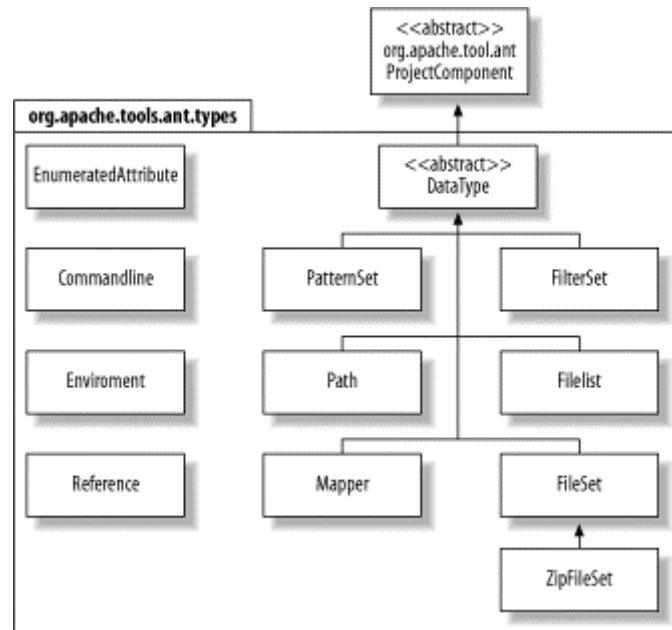 <<abstract>>
org.apache.tool.ant
ProjectComponent
org.apache.tools.ant.types
EnumeratedAttribute
<<abstract>>
DataType
Commandline
PatternSet
FilterSet
Enviroment
Path
Filelist
Reference
Mapper
FileSet
ZipFileSet